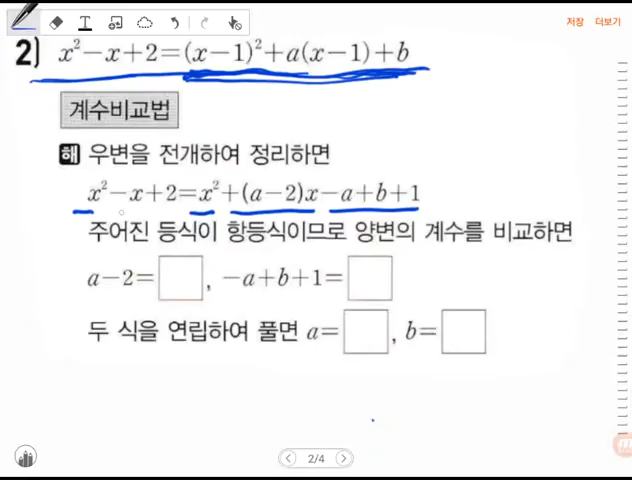 저장 더보기
2) x²-x+2=(x-1)²+a(x-1)+b
계수비교법
해 우변을 전개하여 정리하면
x²-x+2=x²+(a-2)x-a+b+1
주어진 등식이 항등식이므로 양변의 계수를 비교하면
a-2=□, -a+b+1=□
두 식을 연립하여 풀면 a=□, b=□
2/4